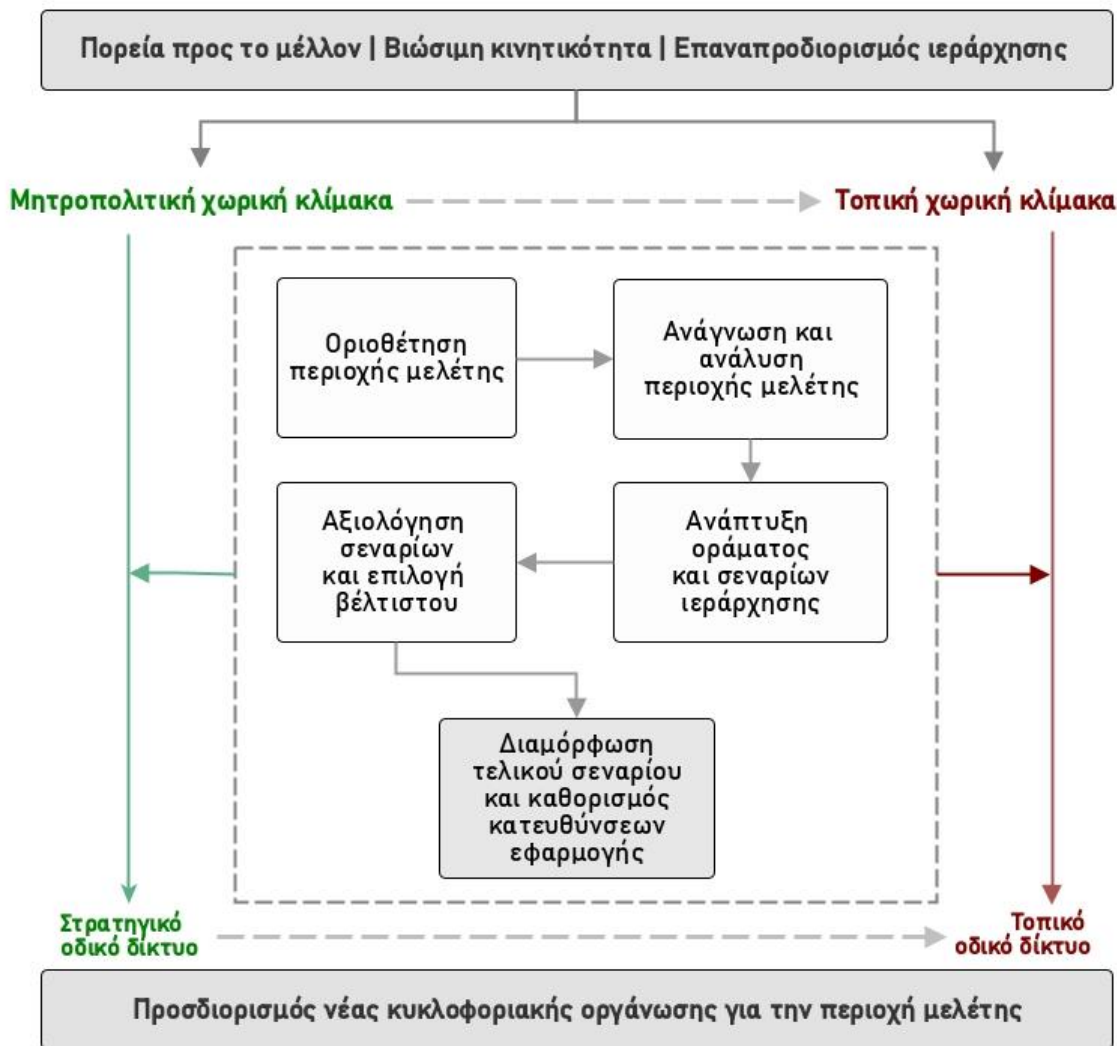 Πορεία προς το μέλλον | Βιώσιμη κινητικότητα | Επαναπροδιορισμός ιεράρχησης
Μητροπολιτική χωρική κλίμακα
Τοπική χωρική κλίμακα
Οριοθέτηση
περιοχής μελέτης
Ανάγνωση και
ανάλυση
περιοχής μελέτης
Ανάπτυξη
οράματος
και σεναρίων
ιεράρχησης
Αξιολόγηση
σεναρίων
και επιλογή
βέλτιστου
Διαμόρφωση
τελικού σεναρίου
και καθορισμός
κατευθύνσεων
εφαρμογής
Στρατηγικό
οδικό δίκτυο
Τοπικό
οδικό δίκτυο
Προσδιορισμός νέας κυκλοφοριακής οργάνωσης για την περιοχή μελέτης